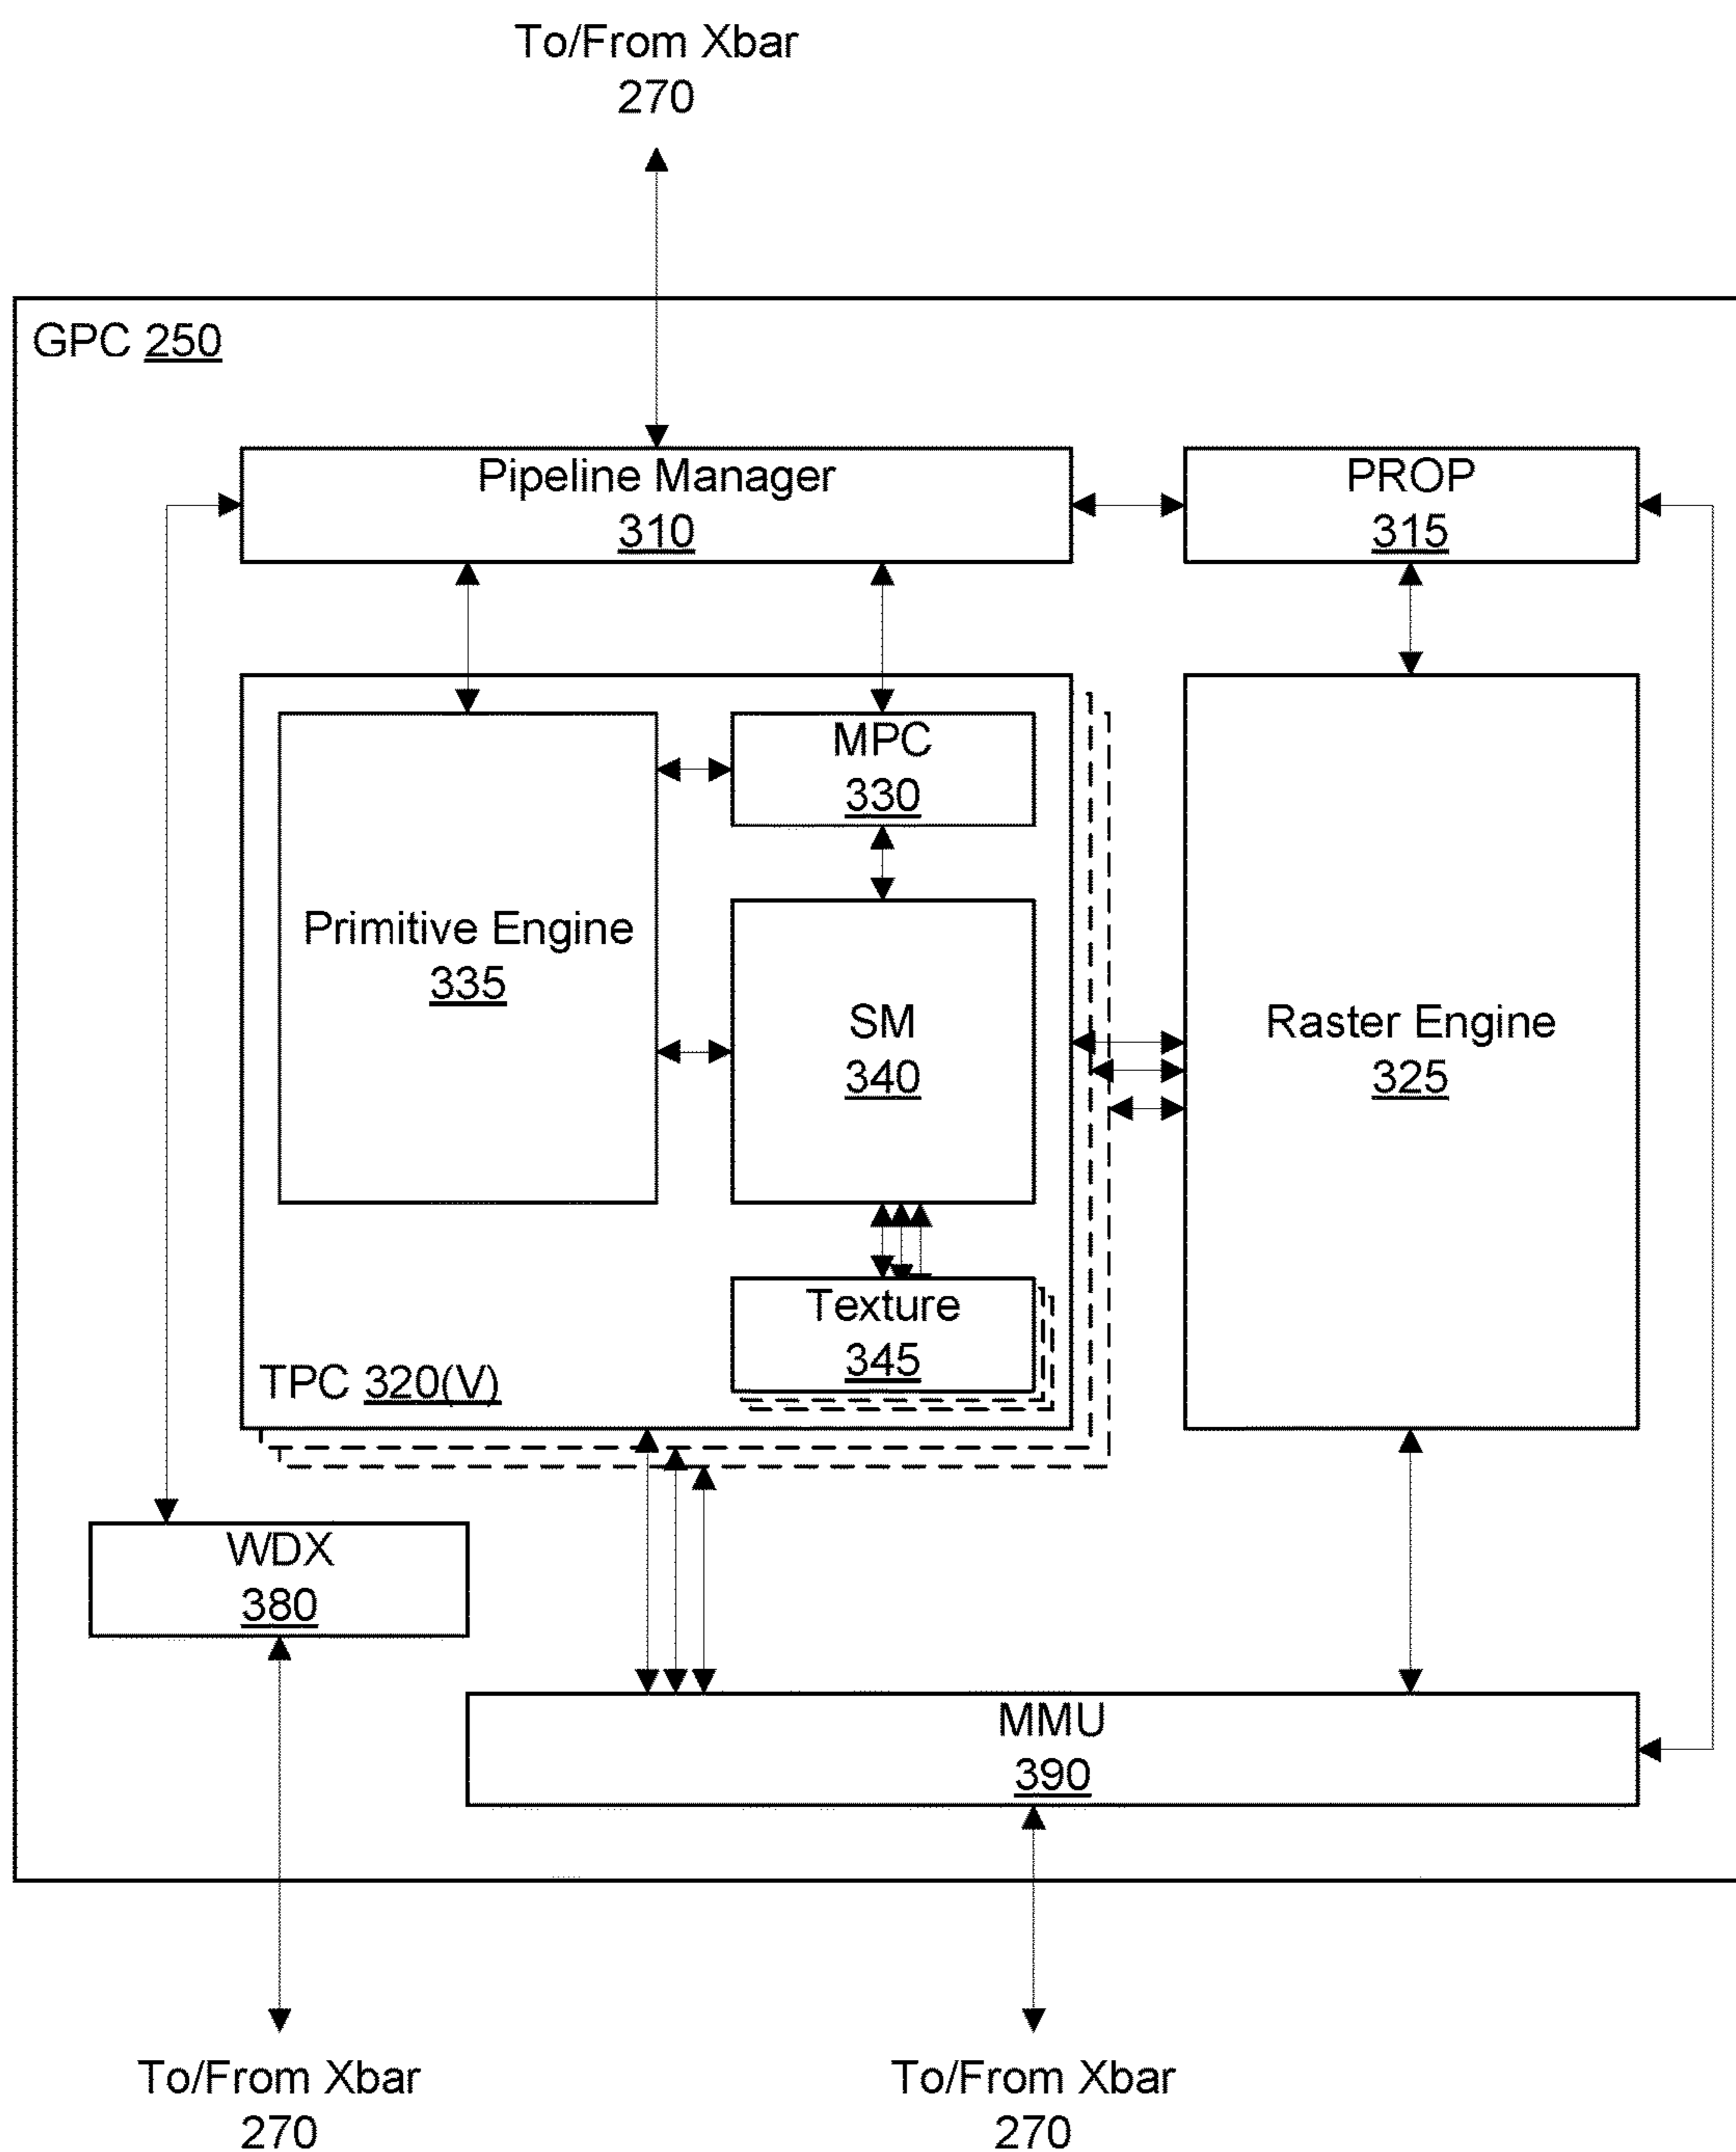 To/From Xbar
270
GPC 250
Pipeline Manager
310
PROP
315
MPC
330
Primitive Engine
335
SM
340
Raster Engine
325
Texture
345
TPC 320(V)
WDX
380
MMU
390
To/From Xbar
270
To/From Xbar
270